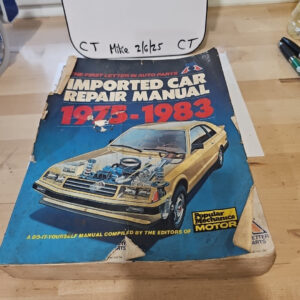 CT Mike 2/6/25 CT
THE FIRST LETTER IN AUTO PARTS
IMPORTED CAR
REPAIR MANUAL
1975-1983
A DO-IT-YOURSELF MANUAL COMPILED BY THE EDITORS OF
Popular
Mechanics
MOTOR